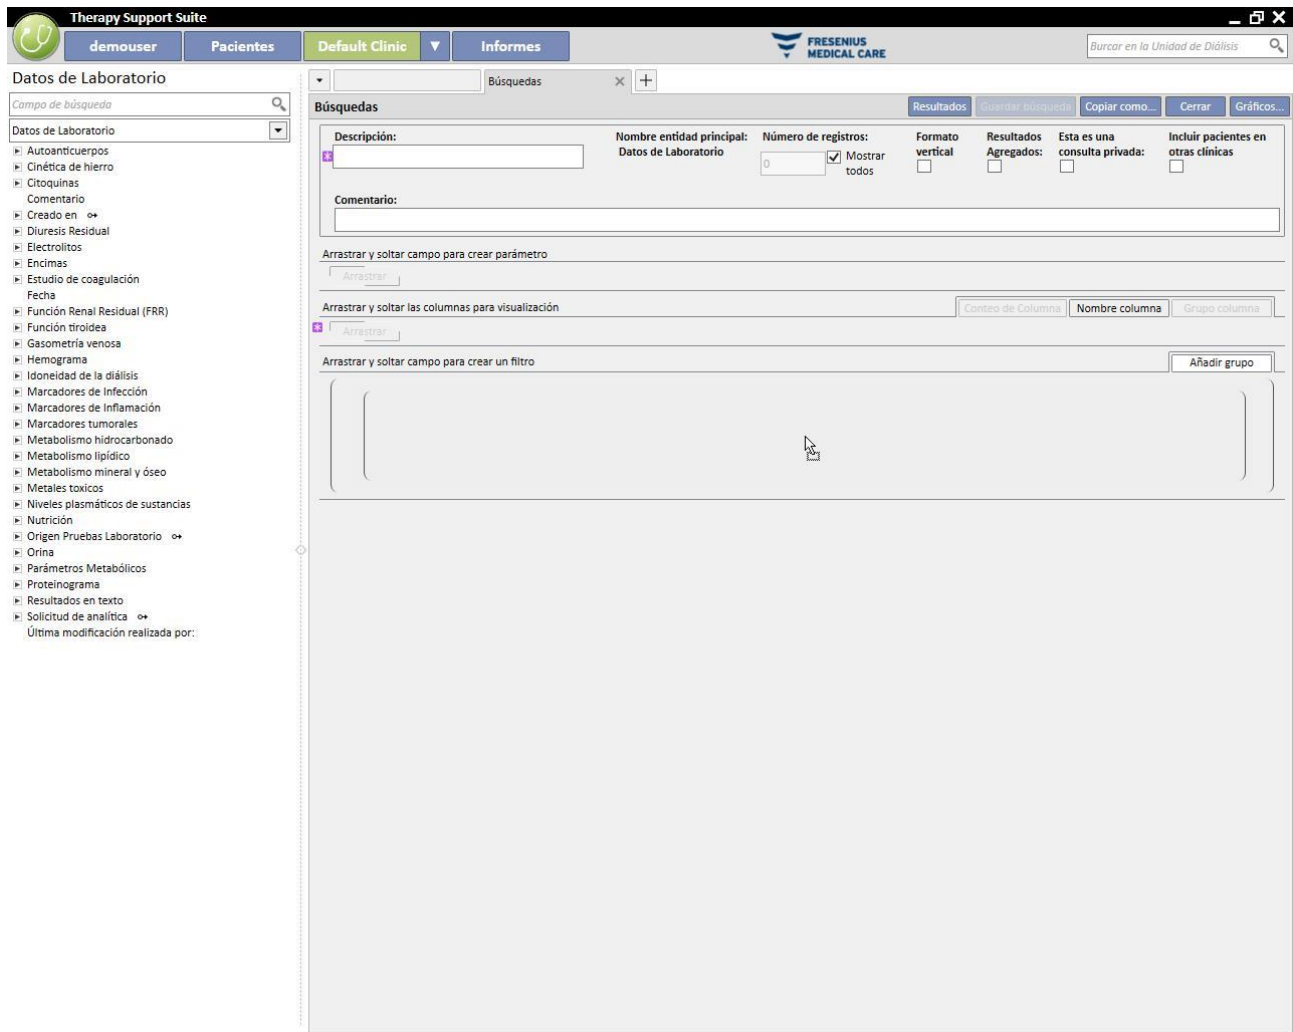 Therapy Support Suite
demouser
Pacientes
Default Clinic
Informes
FRESENIUS
MEDICAL CARE
Burcar en la Unidad de Diálisis
Datos de Laboratorio
Campo de búsqueda
Datos de Laboratorio
Autoanticuerpos
Cinética de hierro
Citoquinas
Comentario
Creado en
Diuresis Residual
Electrolitos
Encimas
Estudio de coagulación
Fecha
Función Renal Residual (FRR)
Función tiroidea
Gasometría venosa
Hemograma
Idoneidad de la diálisis
Marcadores de Infección
Marcadores de Inflamación
Marcadores tumorales
Metabolismo hidrocarbonado
Metabolismo lipídico
Metabolismo mineral y óseo
Metales toxicos
Niveles plasmáticos de sustancias
Nutrición
Origen Pruebas Laboratorio
Orina
Parámetros Metabólicos
Proteinograma
Resultados en texto
Solicitud de analítica
Última modificación realizada por:
Búsquedas
Búsquedas
Resultados
Guardar búsqueda
Copiar como...
Cerrar
Gráficos...
Descripción:
Nombre entidad principal:
Datos de Laboratorio
Número de registros:
0
Mostrar
todos
Formato
vertical
Resultados
Agregados:
Esta es una
consulta privada:
Incluir pacientes en
otras clínicas
Comentario:
Arrastrar y soltar campo para crear parámetro
Arrastrar
Arrastrar y soltar las columnas para visualización
Conteo de Columna
Nombre columna
Grupo columna
Arrastrar
Arrastrar y soltar campo para crear un filtro
Añadir grupo